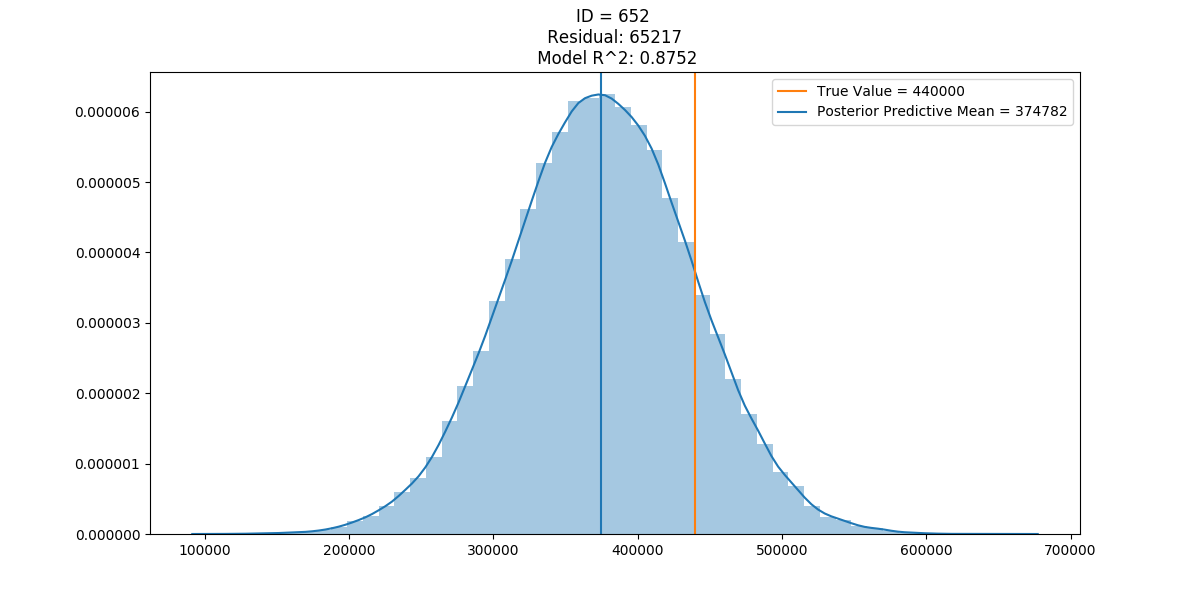 ID = 652
Residual: 65217
Model R^2: 0.8752
True Value = 440000
Posterior Predictive Mean = 374782
0.000006
0.000005
0.000004
0.000003
0.000002
0.000001
0.000000
100000 200000 300000 400000 500000 600000 700000